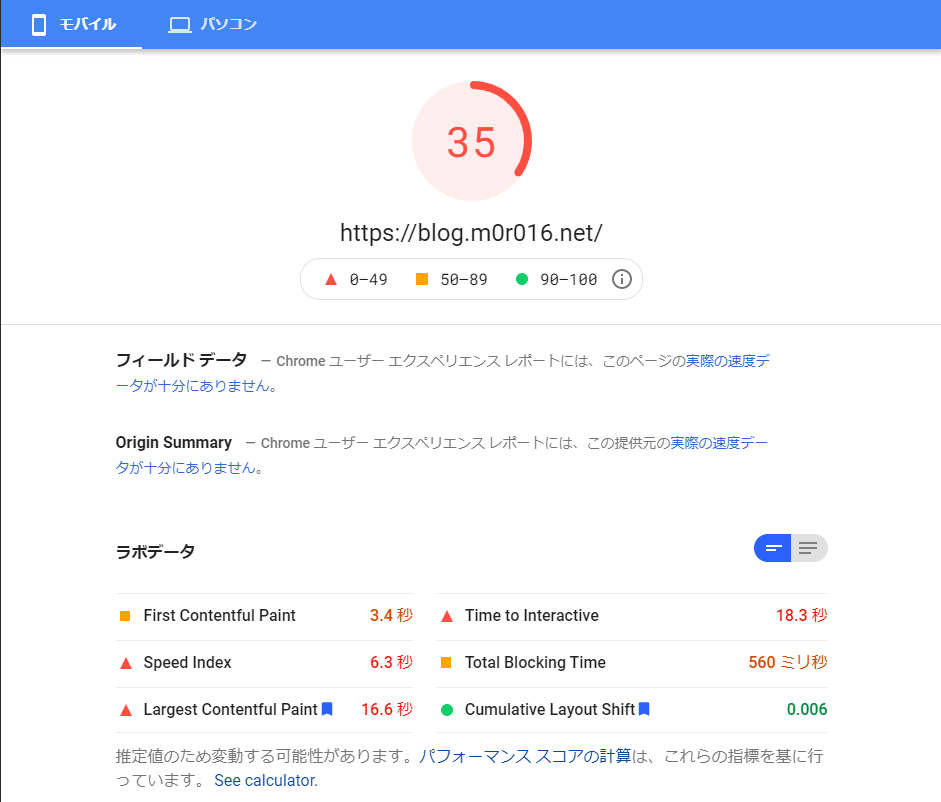 モバイル パソコン
35
https://blog.m0r016.net/
0–49 50–89 90–100
フィールド データ — Chrome ユーザー エクスペリエンス レポートには、このページの実際の速度デ
ータが十分にありません。
Origin Summary — Chrome ユーザー エクスペリエンス レポートには、この提供元の実際の速度デー
タが十分にありません。
ラボデータ
First Contentful Paint 3.4 秒 Time to Interactive 18.3 秒
Speed Index 6.3 秒 Total Blocking Time 560 ミリ秒
Largest Contentful Paint 16.6 秒 Cumulative Layout Shift 0.006
推定値のため変動する可能性があります。パフォーマンス スコアの計算は、これらの指標を基に行
っています。 See calculator.